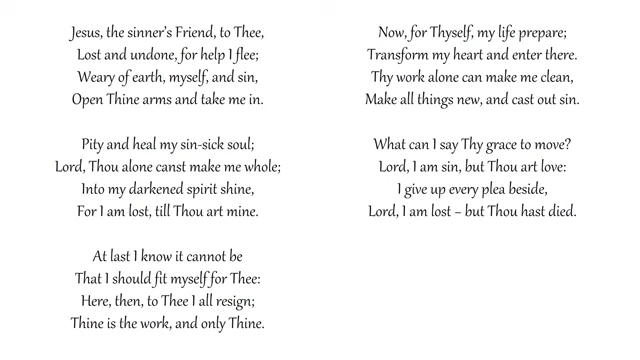 Jesus, the sinner’s Friend, to Thee,
Lost and undone, for help I flee;
Weary of earth, myself, and sin,
Open Thine arms and take me in.

Pity and heal my sin-sick soul;
Lord, Thou alone canst make me whole;
Into my darkened spirit shine,
For I am lost, till Thou art mine.

At last I know it cannot be
That I should fit myself for Thee:
Here, then, to Thee I all resign;
Thine is the work, and only Thine.

Now, for Thyself, my life prepare;
Transform my heart and enter there.
Thy work alone can make me clean,
Make all things new, and cast out sin.

What can I say Thy grace to move?
Lord, I am sin, but Thou art love:
I give up every plea beside,
Lord, I am lost – but Thou hast died.